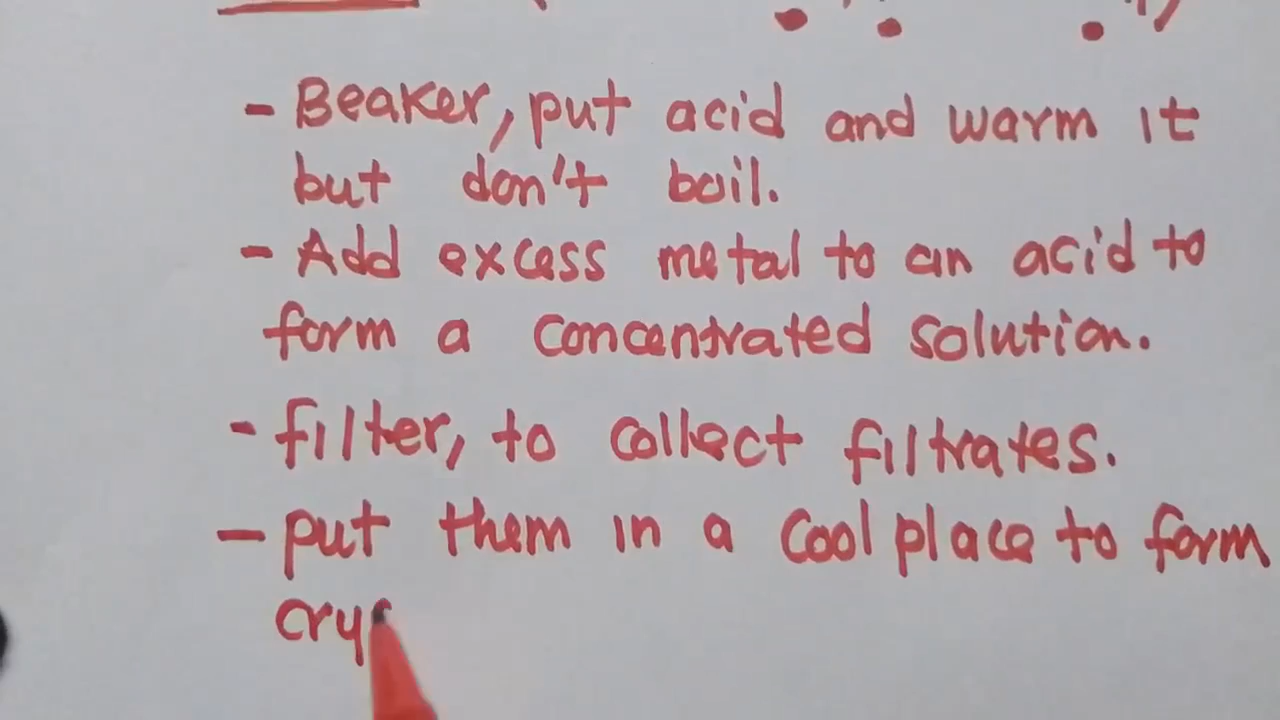 - Beaker, put acid and warm it
but don't boil.
- Add excess metal to an acid to
form a concentrated solution.
- filter, to collect filtrates.
- put them in a cool place to form
crys